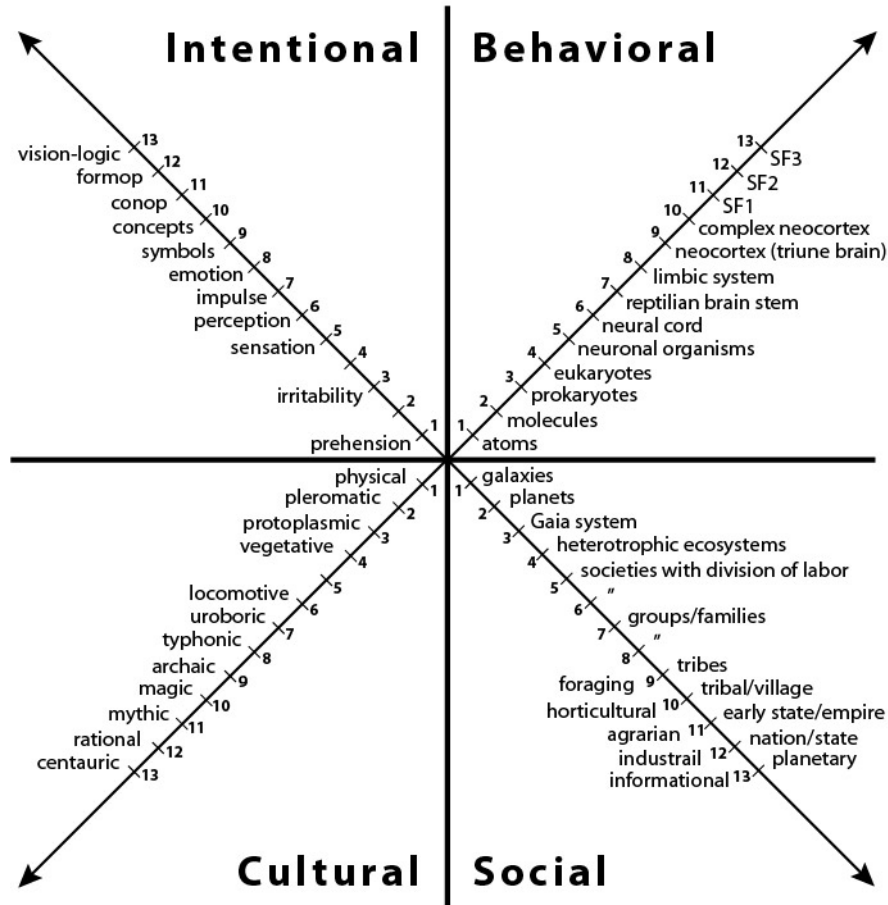 Intentional
Behavioral
13
vision-logic
12
formop
11
conop
10
concepts
9
symbols
8
emotion
7
impulse
6
perception
5
sensation
4
3
irritability
2
1
prehension
13
SF3
12
SF2
11
SF1
10
complex neocortex
9
neocortex (triune brain)
8
limbic system
7
reptilian brain stem
6
neural cord
5
neuronal organisms
4
eukaryotes
3
prokaryotes
2
molecules
1
atoms
physical
1
pleromatic
2
protoplasmic
3
vegetative
4
5
locomotive
6
uroboric
7
typhonic
8
archaic
9
magic
10
mythic
11
rational
12
centauric
13
galaxies
1
planets
2
Gaia system
3
heterotrophic ecosystems
4
societies with division of labor
5
"
6
groups/families
7
"
8
tribes
foraging 9
tribal/village
horticultural 10
early state/empire
agrarian 11
nation/state
industrail 12
planetary
informational 13
Cultural
Social